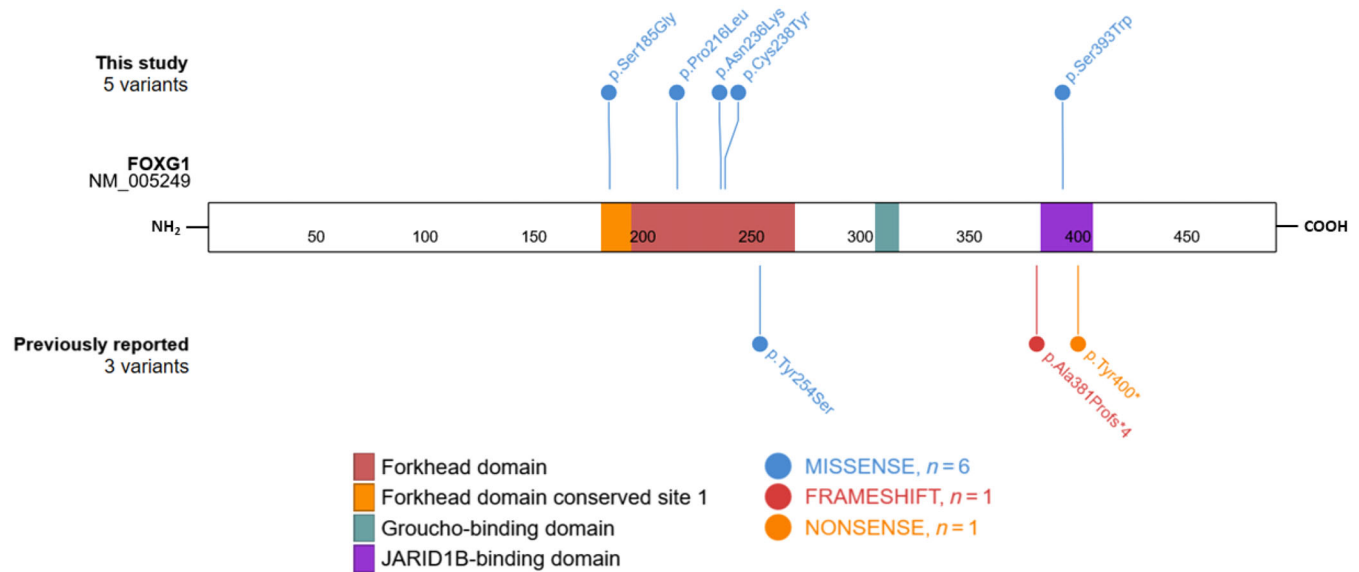 p.Ser185Gly
p.Pro216Leu
p.Asn236Lys
p.Cys238Tyr
p.Ser393Trp
This study
5 variants
FOXG1
NM_005249
NH2
50 100 150 200 250 300 350 400 450
COOH
Previously reported
3 variants
p.Tyr254Ser
p.Ala381Profs*4
p.Tyr400*
Forkhead domain
Forkhead domain conserved site 1
Groucho-binding domain
JARID1B-binding domain
MISSENSE, n = 6
FRAMESHIFT, n = 1
NONSENSE, n = 1